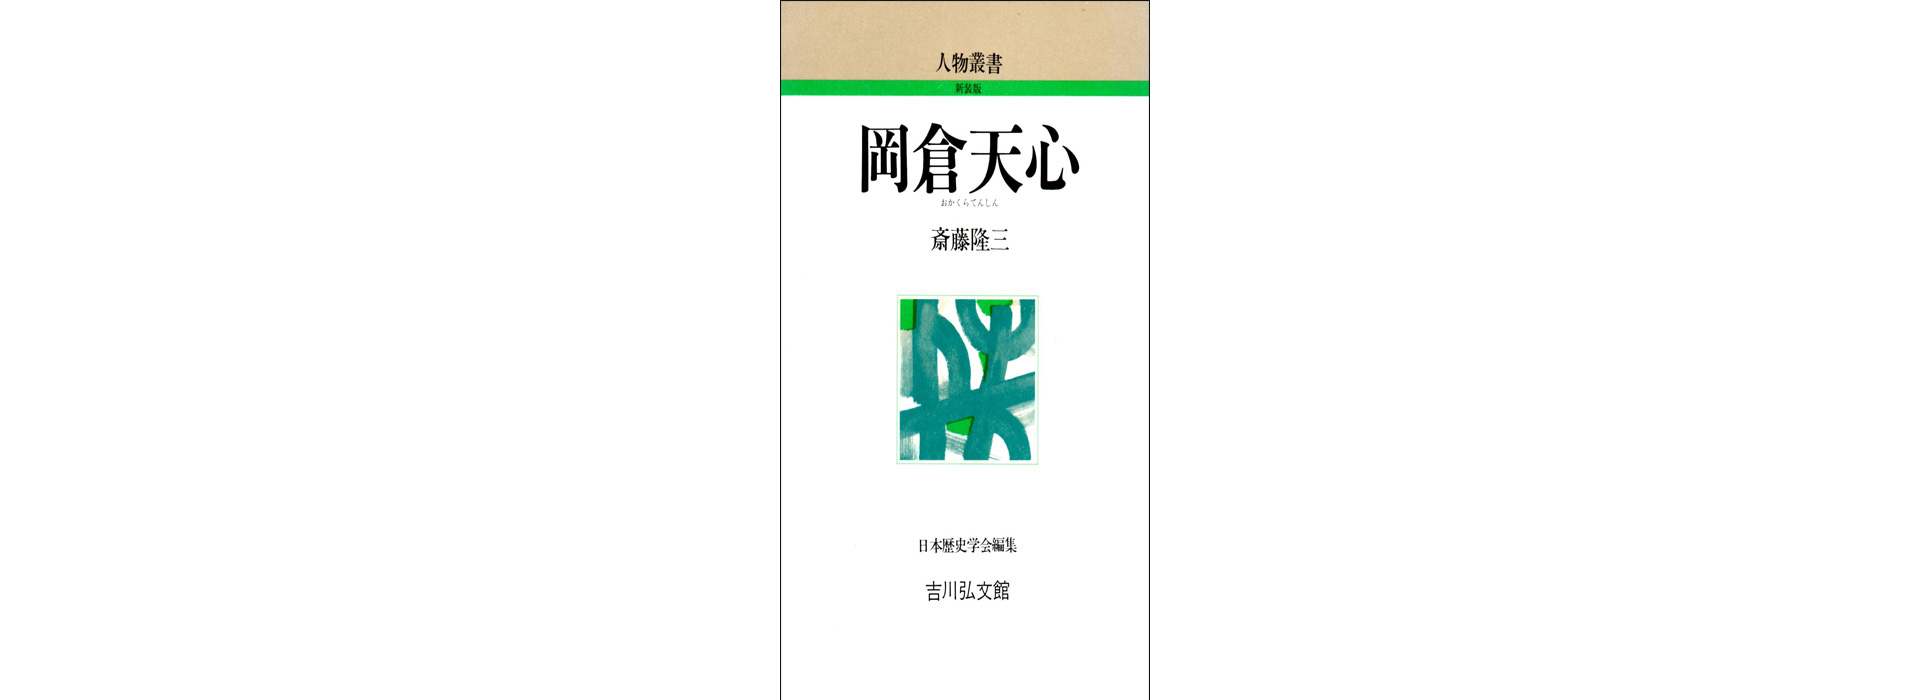 人物叢書
新装版
岡倉天心
おかくらてんしん
斎藤隆三
日本歴史学会編集
吉川弘文館